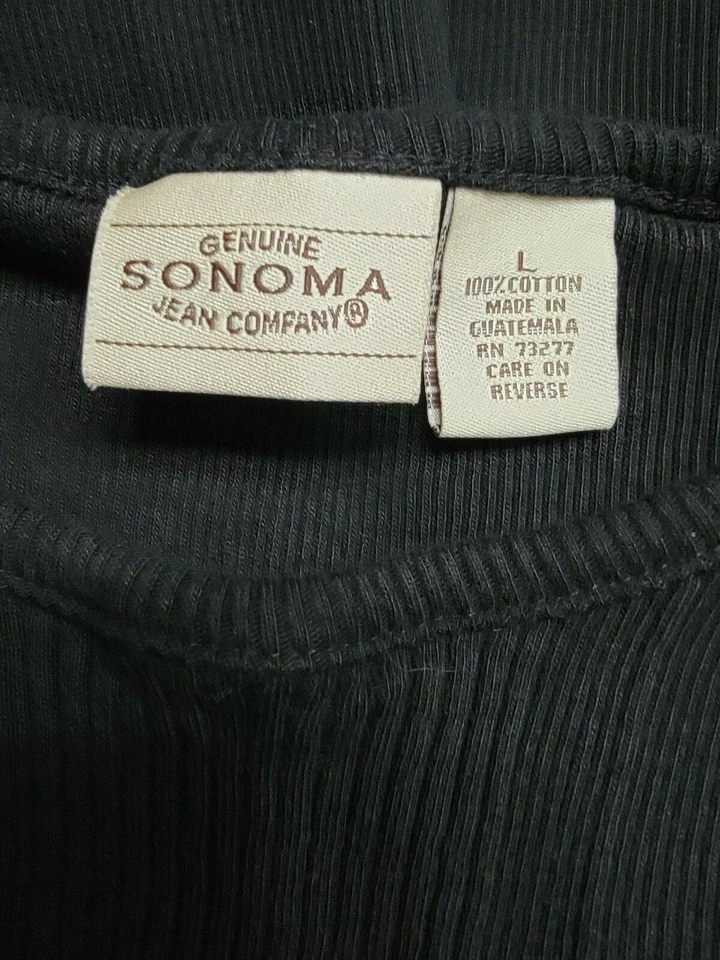 GENUINE
SONOMA
JEAN COMPANY®
L
100% COTTON
MADE IN
GUATEMALA
RN 73277
CARE ON
REVERSE